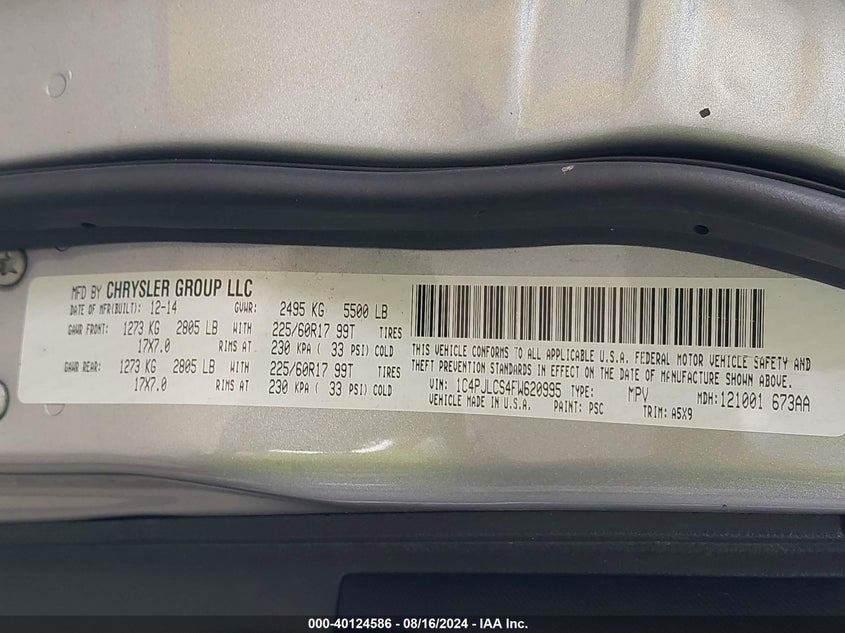 MFD BY CHRYSLER GROUP LLC
DATE OF MFR(BUILT): 12-14 GVWR: 2495 KG 5500 LB
GAWR FRONT: 1273 KG 2805 LB WITH 225/60R17 99T TIRES
17X7.0 RIMS AT 230 KPA ( 33 PSI) COLD
GAWR REAR: 1273 KG 2805 LB WITH 225/60R17 99T TIRES
17X7.0 RIMS AT 230 KPA ( 33 PSI) COLD
THIS VEHICLE CONFORMS TO ALL APPLICABLE U.S.A. FEDERAL MOTOR VEHICLE SAFETY AND
THEFT PREVENTION STANDARDS IN EFFECT ON THE DATE OF MANUFACTURE SHOWN ABOVE.
VIN: 1C4PJLCS4FW620995 TYPE: MPV MDH: 121001 673AA
VEHICLE MADE IN U.S.A. PAINT: PSC TRIM: A5X9
000-40124586 - 08/16/2024 - IAA Inc.